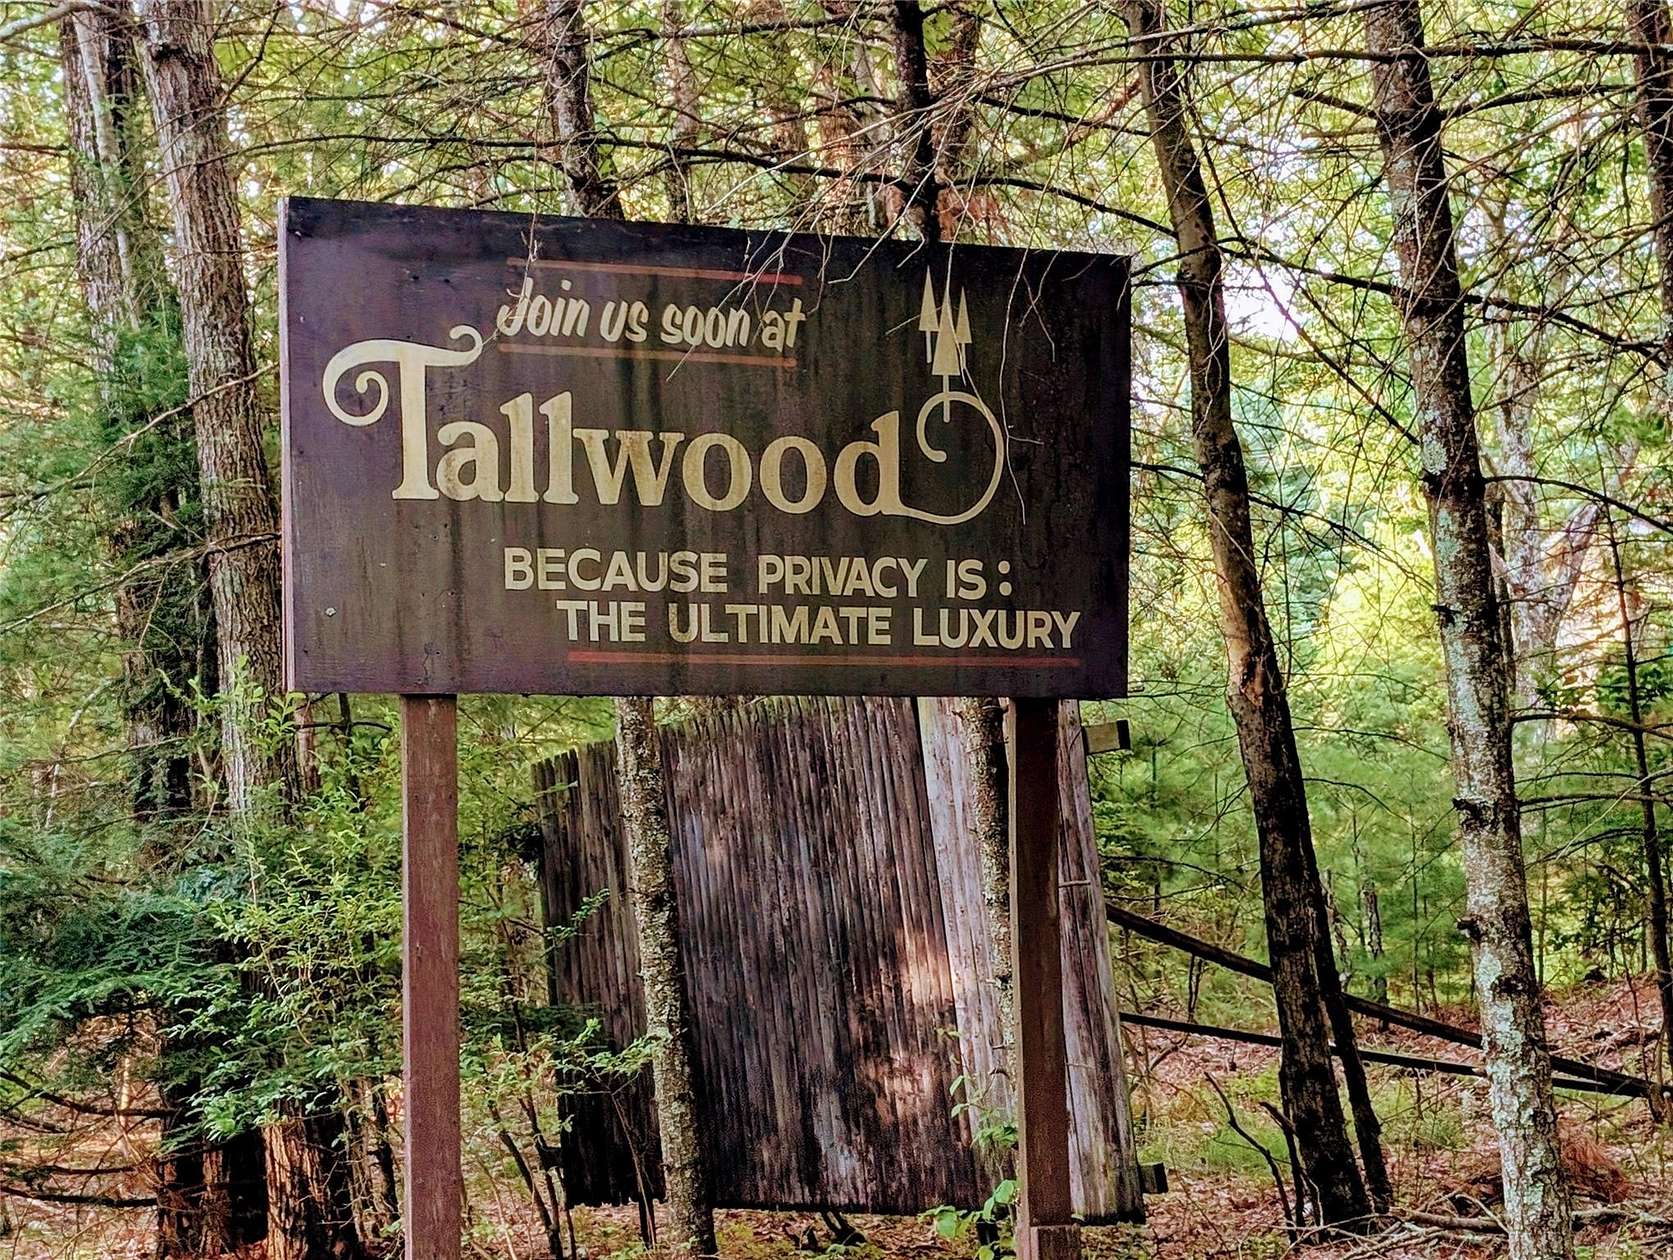 Join us soon at
Tallwood
BECAUSE PRIVACY IS:
THE ULTIMATE LUXURY